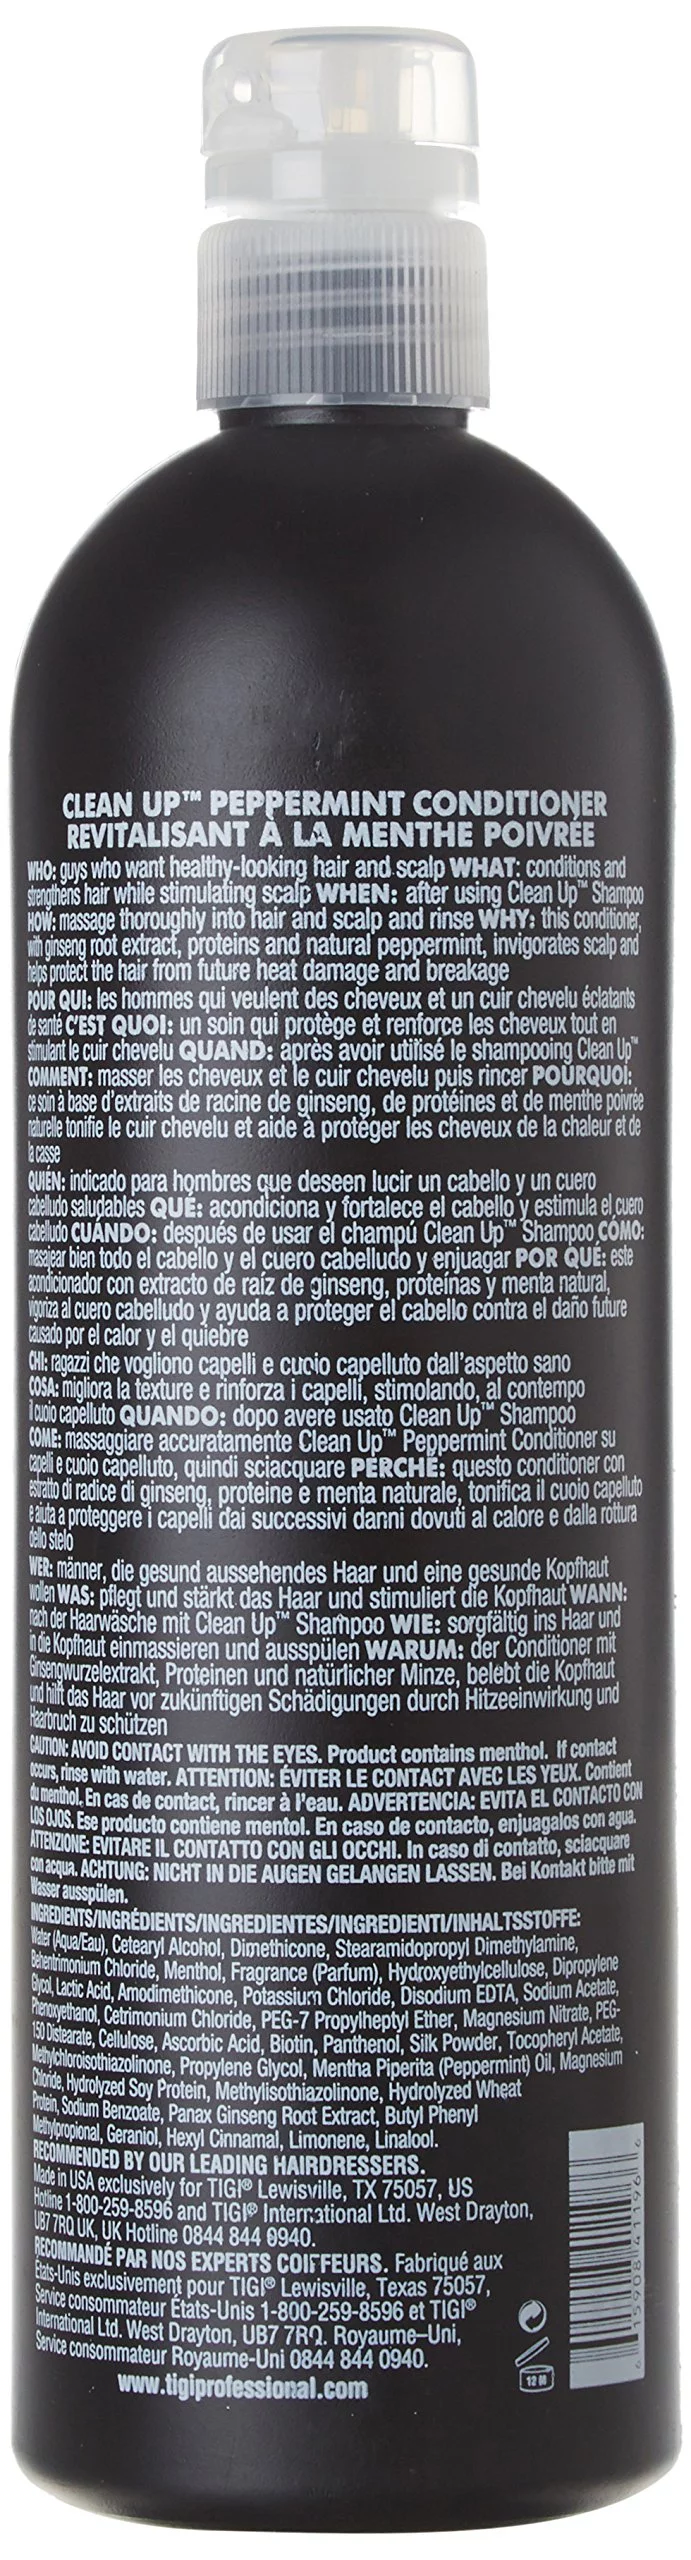 CLEAN UP™ PEPPERMINT CONDITIONER
REVITALISANT À LA MENTHE POIVRÉE
WHO: guys who want healthy-looking hair and scalp WHAT: conditions and
strengthens hair while stimulating scalp WHEN: after using Clean Up™ Shampoo
HOW: massage thoroughly into hair and scalp and rinse WHY: this conditioner,
with ginseng root extract, proteins and natural peppermint, invigorates scalp and
helps protect the hair from future heat damage and breakage
POUR QUI: les hommes qui veulent des cheveux et un cuir chevelu éclatants
de santé C'EST QUOI: un soin qui protège et renforce les cheveux tout en
stimulant le cuir chevelu QUAND: après avoir utilisé le shampooing Clean Up™
COMMENT: masser les cheveux et le cuir chevelu puis rincer POURQUOI:
ce soin à base d'extraits de racine de ginseng, de protéines et de menthe poivrée
naturelle tonifie le cuir chevelu et aide à protéger les cheveux de la chaleur et de
la casse
QUIÉN: indicado para hombres que deseen lucir un cabello y un cuero
cabelludo saludables QUÉ: acondiciona y fortalece el cabello y estimula el cuero
cabelludo CUÁNDO: después de usar el champú Clean Up™ Shampoo CÓMO:
masajear bien todo el cabello y el cuero cabelludo y enjuagar POR QUÉ: este
acondicionador con extracto de raíz de ginseng, proteínas y menta natural,
vigoriza al cuero cabelludo y ayuda a proteger el cabello contra el daño future
causado por el calor y el quiebre
CHI: ragazzi che vogliono capelli e cuoio capelluto dall'aspetto sano
COSA: migliora la texture e rinforza i capelli, stimolando, al contempo
il cuoio capelluto QUANDO: dopo avere usato Clean Up™ Shampoo
COME: massaggiare accuratamente Clean Up™ Peppermint Conditioner su
capelli e cuoio capelluto, quindi sciacquare PERCHÉ: questo conditioner con
estratto di radice di ginseng, proteine e menta naturale, tonifica il cuoio capelluto
e aiuta a proteggere i capelli dai successivi danni dovuti al calore e dalla rottura
dello stelo
WER: männer, die gesund aussehendes Haar und eine gesunde Kopfhaut
wollen WAS: pflegt und stärkt das Haar und stimuliert die Kopfhaut WANN:
nach der Haarwäsche mit Clean Up™ Shampoo WIE: sorgfältig ins Haar und
in die Kopfhaut einmassieren und ausspülen WARUM: der Conditioner mit
Ginsengwurzelextrakt, Proteinen und natürlicher Minze, belebt die Kopfhaut
und hilft das Haar vor zukünftigen Schädigungen durch Hitzeeinwirkung und
Haarbruch zu schützen
CAUTION: AVOID CONTACT WITH THE EYES. Product contains menthol. If contact
occurs, rinse with water. ATTENTION: ÉVITER LE CONTACT AVEC LES YEUX. Contient
du menthol. En cas de contact, rincer à l'eau. ADVERTENCIA: EVITA EL CONTACTO CON
LOS OJOS. Ese producto contiene mentol. En caso de contacto, enjuagalos con agua.
ATTENZIONE: EVITARE IL CONTATTO CON GLI OCCHI. In caso di contatto, sciacquare
con acqua. ACHTUNG: NICHT IN DIE AUGEN GELANGEN LASSEN. Bei Kontakt bitte mit
Wasser ausspülen.
INGREDIENTS/INGRÉDIENTS/INGREDIENTES/INGREDIENTI/INHALTSSTOFFE:
Water (Aqua/Eau), Cetearyl Alcohol, Dimethicone, Stearamidopropyl Dimethylamine,
Behentrimonium Chloride, Menthol, Fragrance (Parfum), Hydroxyethylcellulose, Dipropylene
Glycol, Lactic Acid, Amodimethicone, Potassium Chloride, Disodium EDTA, Sodium Acetate,
Phenoxyethanol, Cetrimonium Chloride, PEG-7 Propylheptyl Ether, Magnesium Nitrate, PEG-
150 Distearate, Cellulose, Ascorbic Acid, Biotin, Panthenol, Silk Powder, Tocopheryl Acetate,
Methylchloroisothiazolinone, Propylene Glycol, Mentha Piperita (Peppermint) Oil, Magnesium
Chloride, Hydrolyzed Soy Protein, Methylisothiazolinone, Hydrolyzed Wheat
Protein, Sodium Benzoate, Panax Ginseng Root Extract, Butyl Phenyl
Methylpropional, Geraniol, Hexyl Cinnamal, Limonene, Linalool.
RECOMMENDED BY OUR LEADING HAIRDRESSERS.
Made in USA exclusively for TIGI® Lewisville, TX 75057, US
Hotline 1-800-259-8596 and TIGI® International Ltd. West Drayton,
UB7 7RQ UK, UK Hotline 0844 844 0940.
RECOMMANDÉ PAR NOS EXPERTS COIFFEURS. Fabriqué aux
États-Unis exclusivement pour TIGI® Lewisville, Texas 75057,
Service consommateur États-Unis 1-800-259-8596 et TIGI®
International Ltd. West Drayton, UB7 7RQ. Royaume-Uni,
Service consommateur Royaume-Uni 0844 844 0940.
www.tigiprofessional.com
12 M
6 15908 41196 6